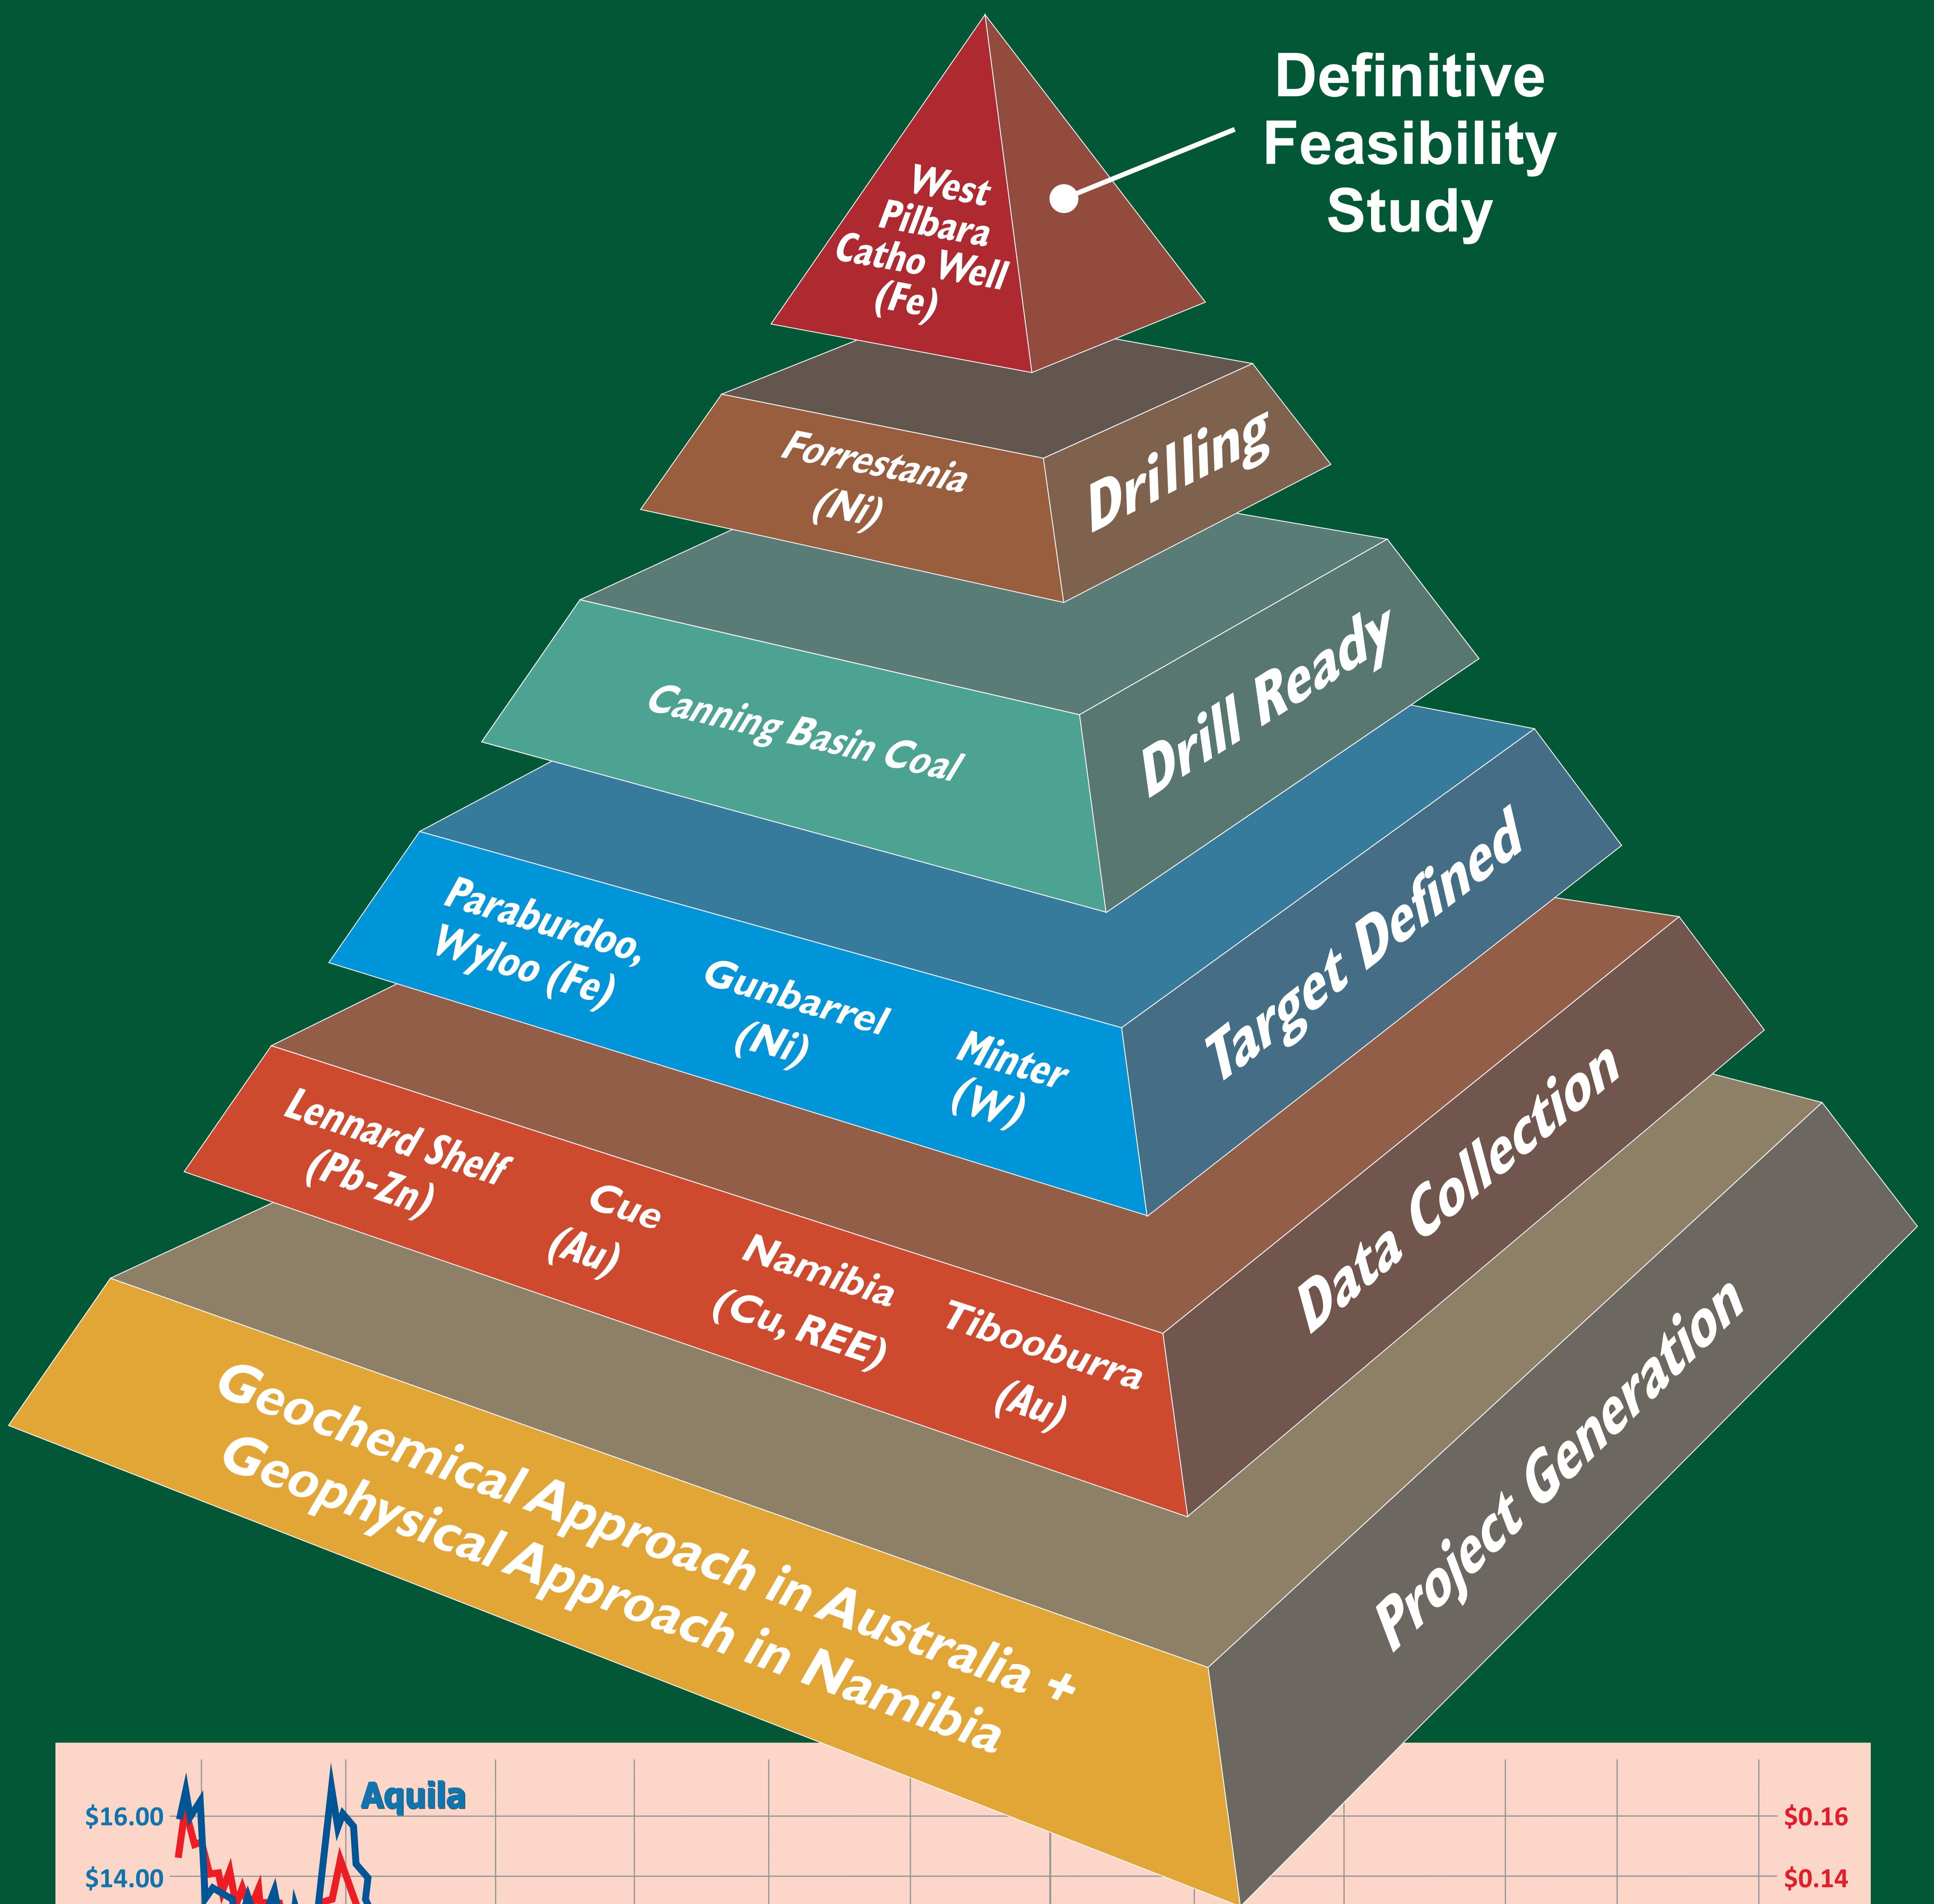 Definitive
Feasibility
Study
West
Pilbara
Catho Well
(Fe)
Forrestania
(Ni)
Drilling
Canning Basin Coal
Drill Ready
Paraburdoo,
Wyloo (Fe)
Gunbarrel
(Ni)
Minter
(W)
Target Defined
Lennard Shelf
(Pb-Zn)
Cue
(Au)
Namibia
(Cu, REE)
Tibooburra
(Au)
Data Collection
Geochemical Approach in Australia +
Geophysical Approach in Namibia
Project Generation
Aquila
$16.00
$0.16
$14.00
$0.14